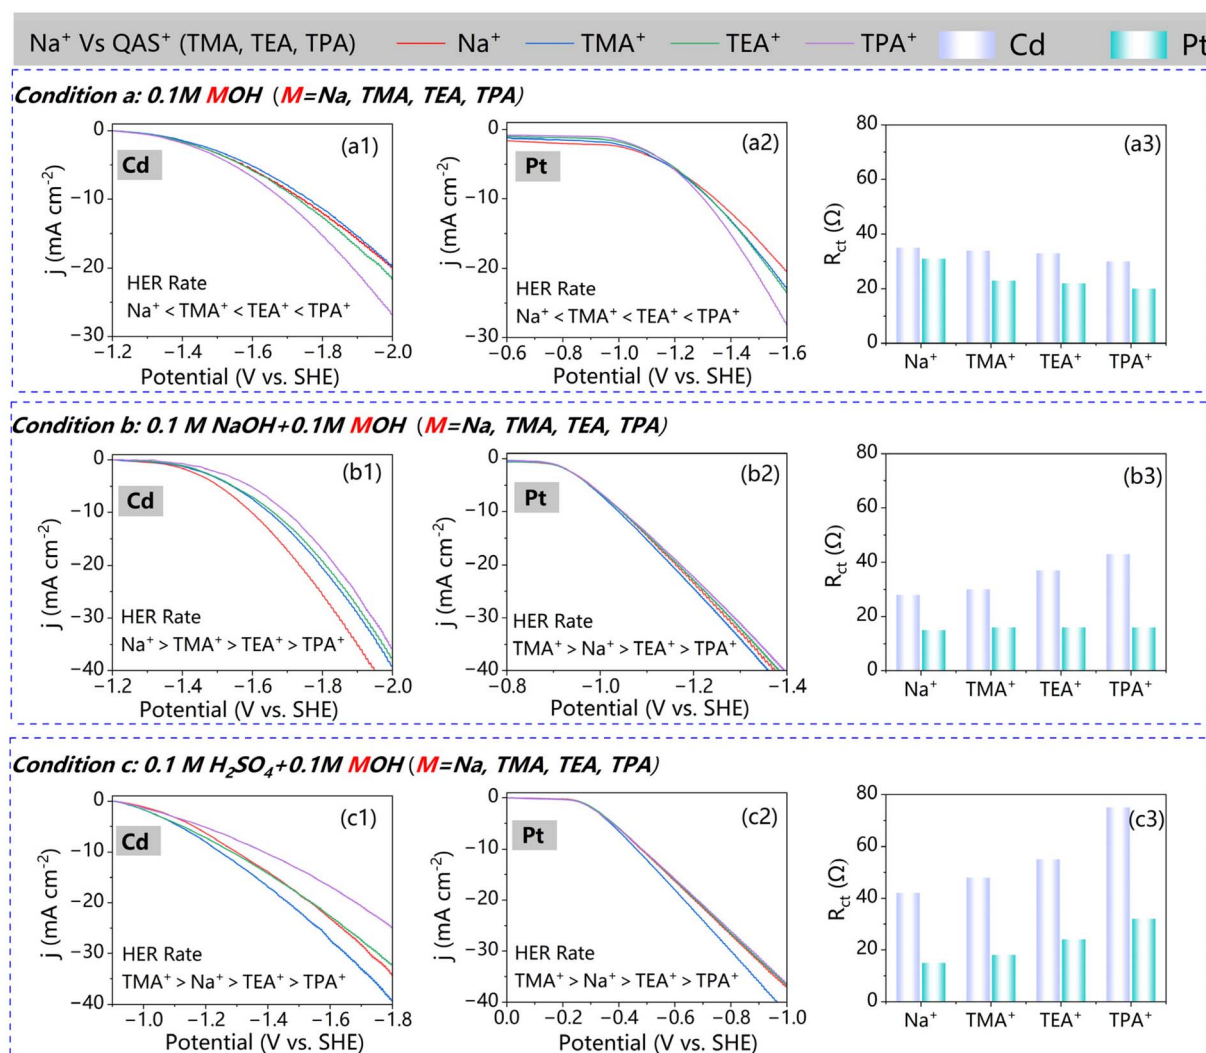 Na⁺ Vs QAS⁺ (TMA, TEA, TPA) Na⁺ TMA⁺ TEA⁺ TPA⁺ Cd Pt
Condition a: 0.1M MOH (M=Na, TMA, TEA, TPA)
0
−10
−20
−30
j (mA cm⁻²)
Cd
(a1)
HER Rate
Na⁺ < TMA⁺ < TEA⁺ < TPA⁺
−1.2 −1.4 −1.6 −1.8 −2.0
Potential (V vs. SHE)
0
−10
−20
−30
j (mA cm⁻²)
Pt
(a2)
HER Rate
Na⁺ < TMA⁺ < TEA⁺ < TPA⁺
−0.6 −0.8 −1.0 −1.2 −1.4 −1.6
Potential (V vs. SHE)
80
60
40
20
0
Rct (Ω)
(a3)
Na⁺ TMA⁺ TEA⁺ TPA⁺
Condition b: 0.1 M NaOH+0.1M MOH (M=Na, TMA, TEA, TPA)
0
−10
−20
−30
−40
j (mA cm⁻²)
Cd
(b1)
HER Rate
Na⁺ > TMA⁺ > TEA⁺ > TPA⁺
−1.2 −1.4 −1.6 −1.8 −2.0
Potential (V vs. SHE)
0
−10
−20
−30
−40
j (mA cm⁻²)
Pt
(b2)
HER Rate
TMA⁺ > Na⁺ > TEA⁺ > TPA⁺
−0.8 −1.0 −1.2 −1.4
Potential (V vs. SHE)
80
60
40
20
0
Rct (Ω)
(b3)
Na⁺ TMA⁺ TEA⁺ TPA⁺
Condition c: 0.1 M H₂SO₄+0.1M MOH (M=Na, TMA, TEA, TPA)
0
−10
−20
−30
−40
j (mA cm⁻²)
Cd
(c1)
HER Rate
TMA⁺ > Na⁺ > TEA⁺ > TPA⁺
−1.0 −1.2 −1.4 −1.6 −1.8
Potential (V vs. SHE)
0
−10
−20
−30
−40
j (mA cm⁻²)
Pt
(c2)
HER Rate
TMA⁺ > Na⁺ > TEA⁺ > TPA⁺
0.0 −0.2 −0.4 −0.6 −0.8 −1.0
Potential (V vs. SHE)
80
60
40
20
0
Rct (Ω)
(c3)
Na⁺ TMA⁺ TEA⁺ TPA⁺